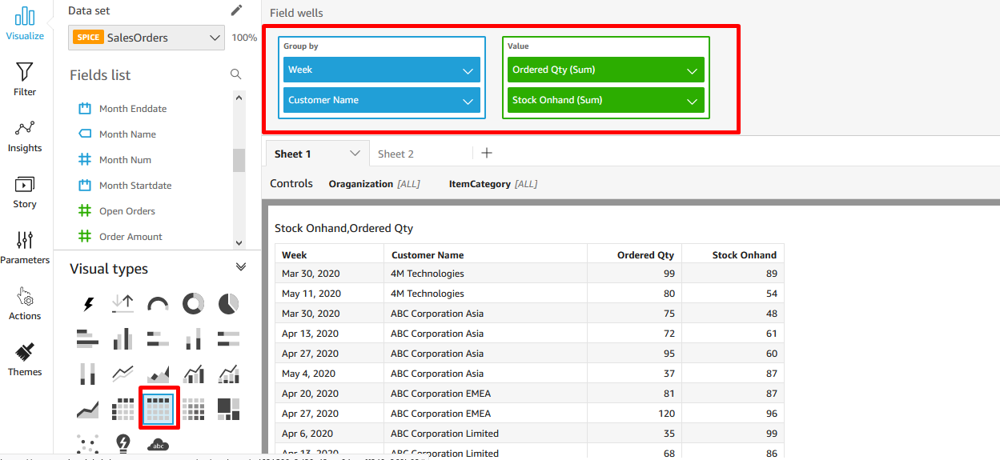 Data set
Visualize
SPICE SalesOrders 100%
Fields list
Filter
Month Enddate
Month Name
Insights
Month Num
Month Startdate
Story
Open Orders
Order Amount
Parameters
Visual types
Actions
Themes
abc
Field wells
Group by
Week
Customer Name
Value
Ordered Qty (Sum)
Stock Onhand (Sum)
Sheet 1 Sheet 2
Controls Oraganization [ALL] ItemCategory [ALL]
Stock Onhand,Ordered Qty
Week Customer Name Ordered Qty Stock Onhand
Mar 30, 2020 4M Technologies 99 89
May 11, 2020 4M Technologies 80 54
Mar 30, 2020 ABC Corporation Asia 75 48
Apr 13, 2020 ABC Corporation Asia 72 61
Apr 27, 2020 ABC Corporation Asia 95 60
May 4, 2020 ABC Corporation Asia 37 87
Apr 20, 2020 ABC Corporation EMEA 81 87
Apr 27, 2020 ABC Corporation EMEA 120 96
Apr 6, 2020 ABC Corporation Limited 35 99
Apr 13, 2020 ABC Corporation Limited 68 86